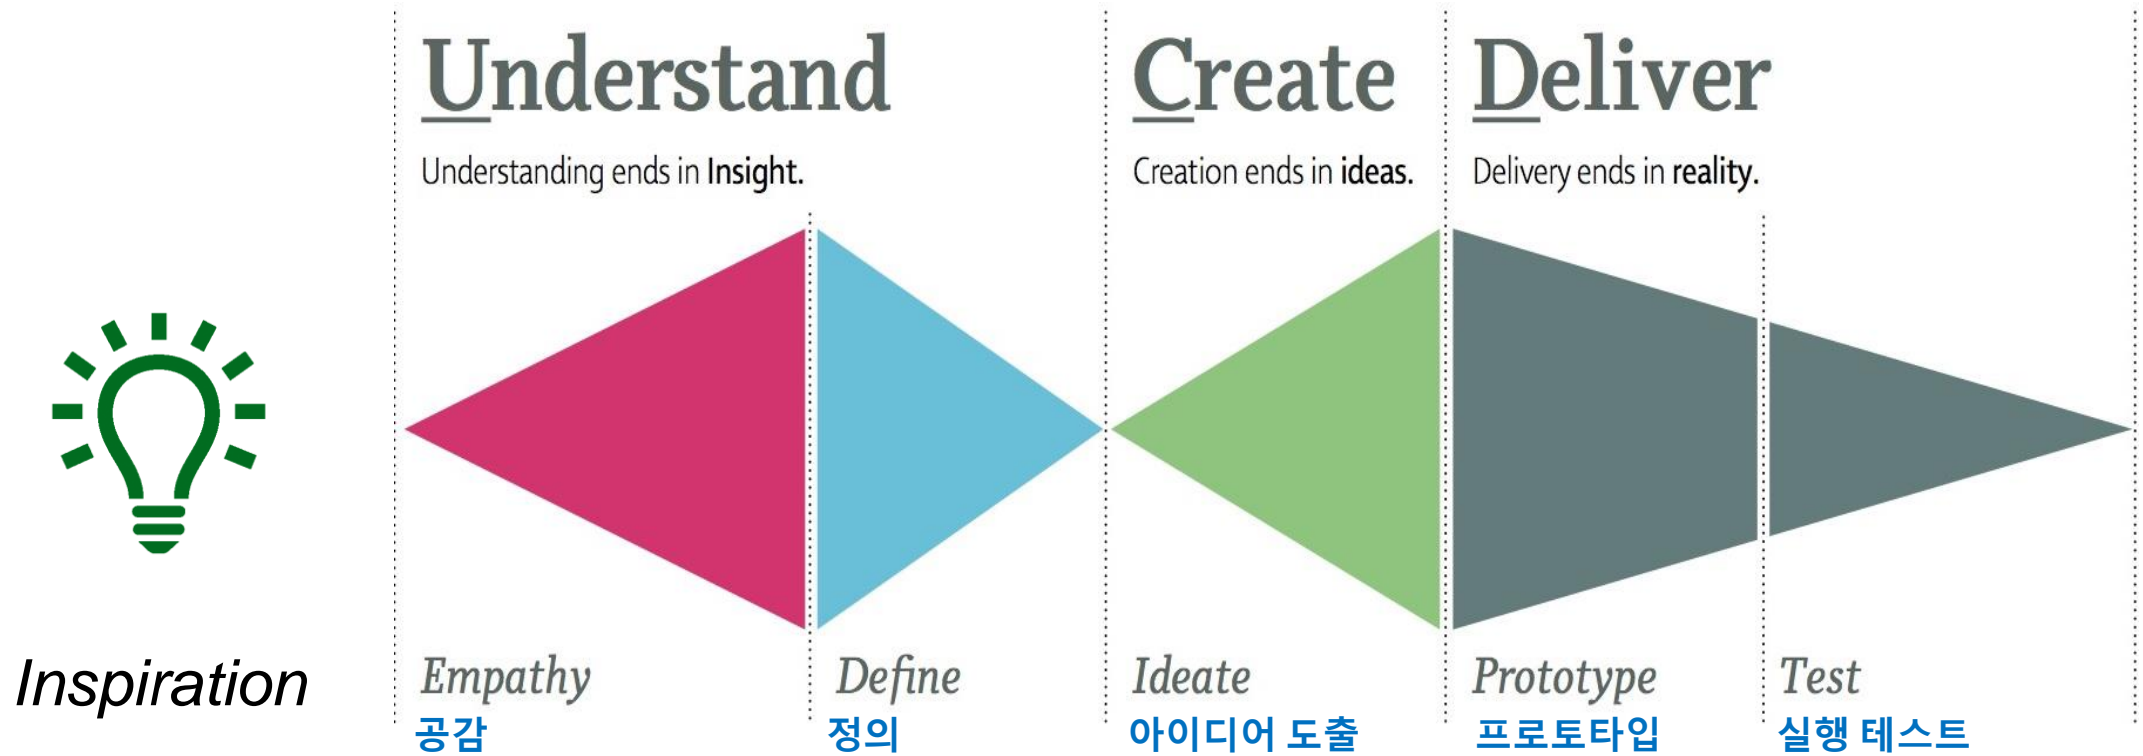 Understand
Understanding ends in Insight.
Create
Creation ends in ideas.
Deliver
Delivery ends in reality.
Inspiration
Empathy
공감
Define
정의
Ideate
아이디어 도출
Prototype
프로토타입
Test
실행 테스트